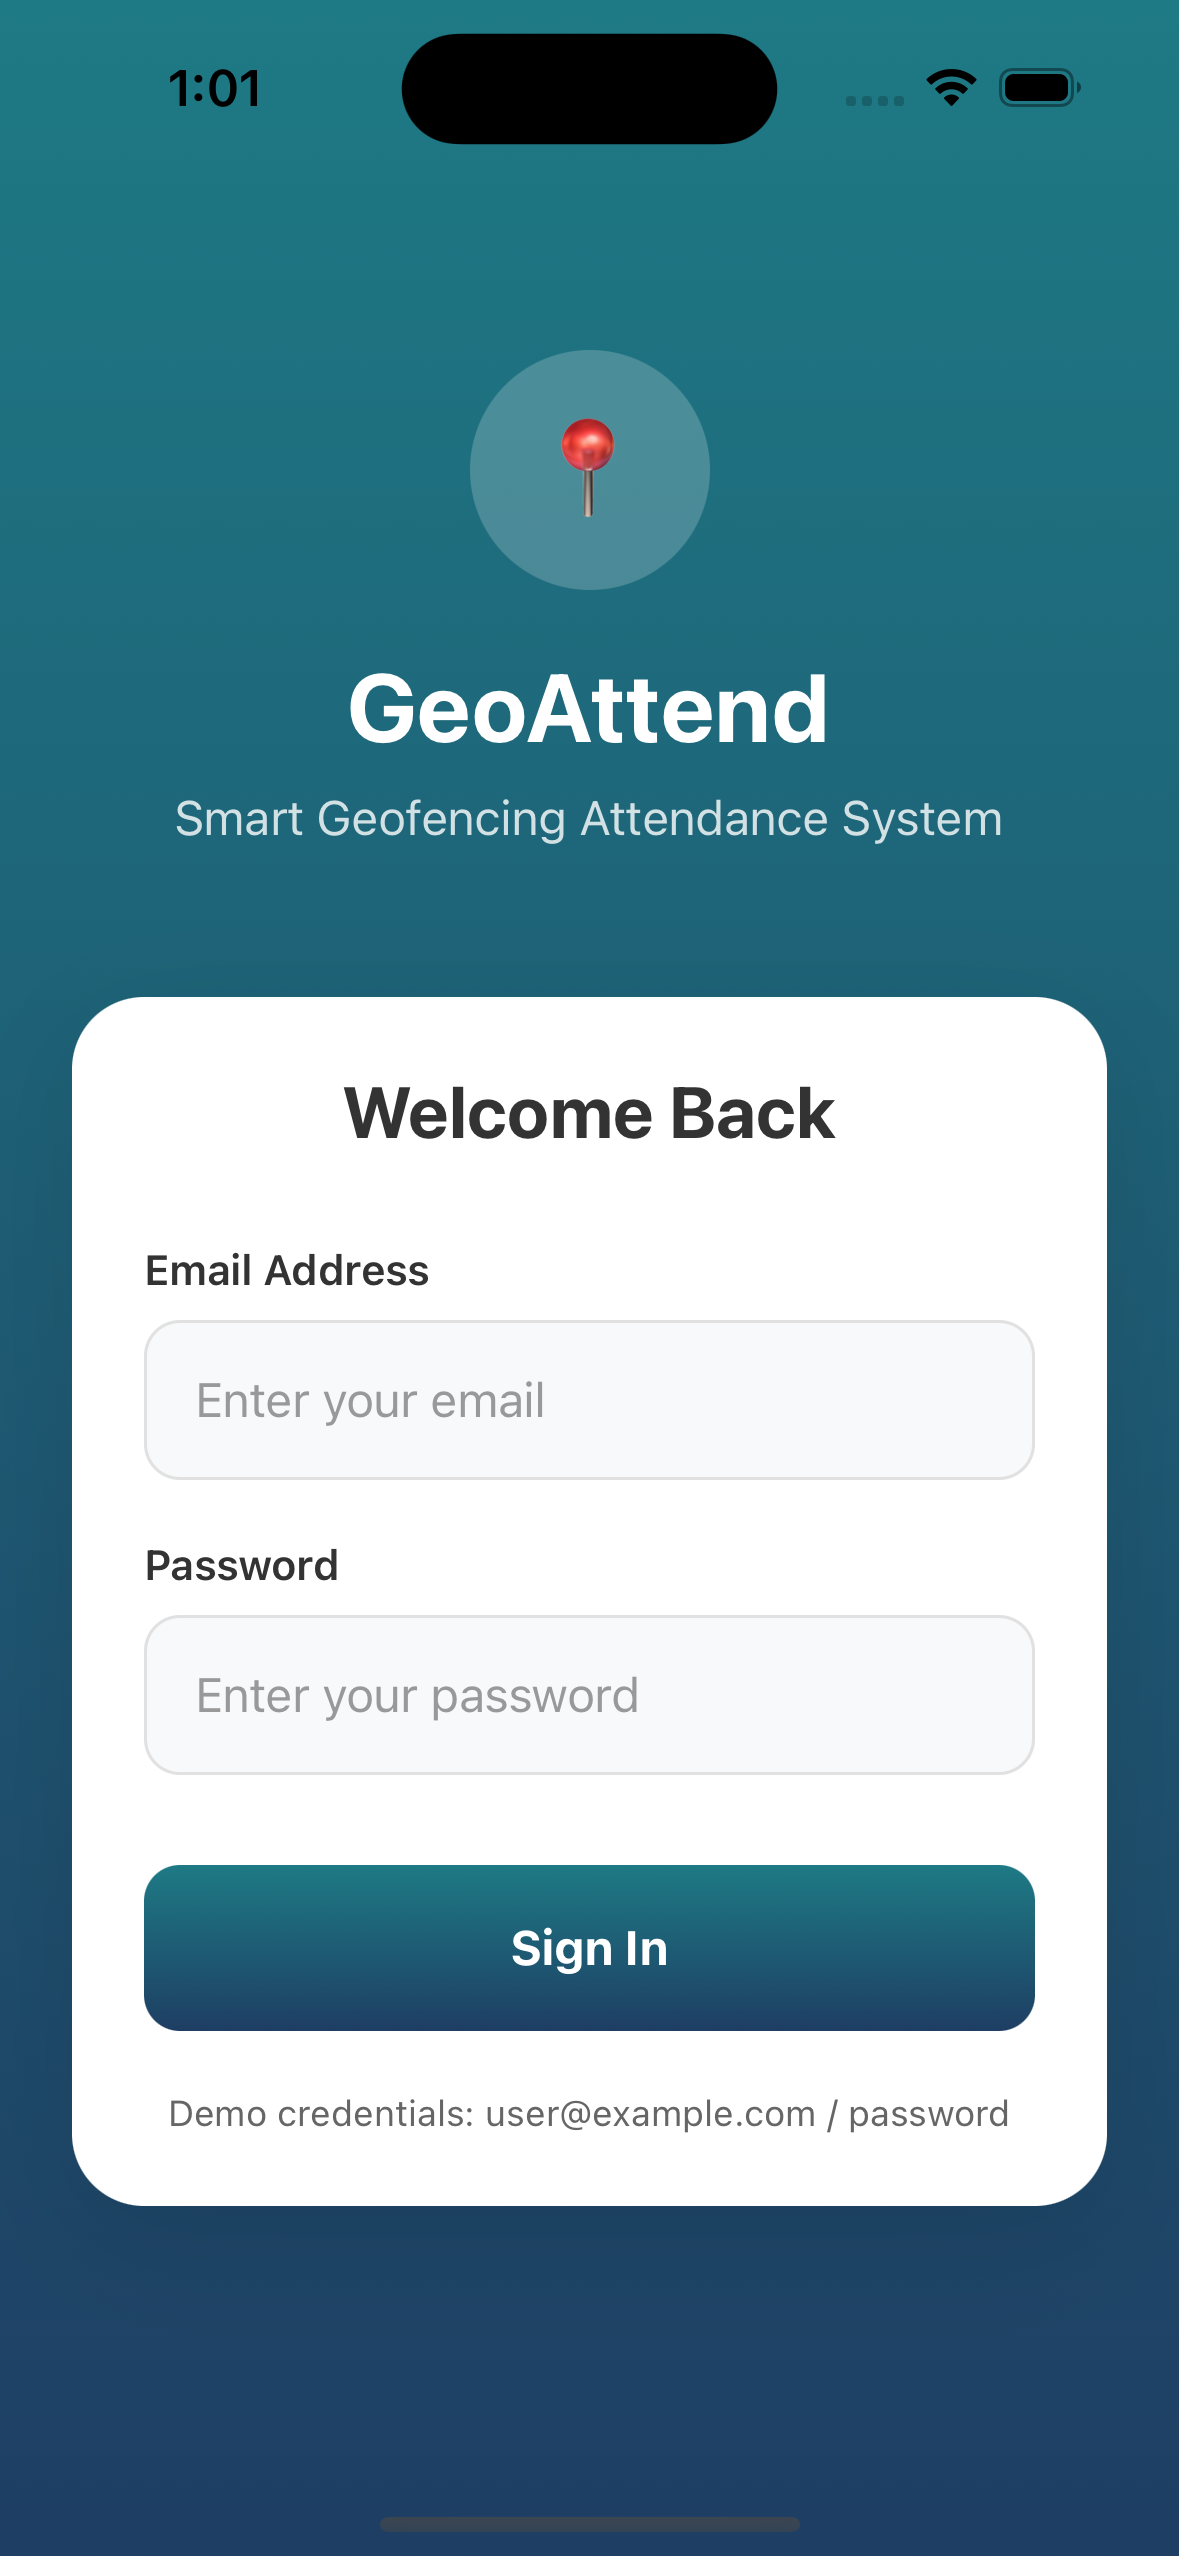 1:01
GeoAttend
Smart Geofencing Attendance System
Welcome Back
Email Address
Enter your email
Password
Enter your password
Sign In
Demo credentials: user@example.com / password